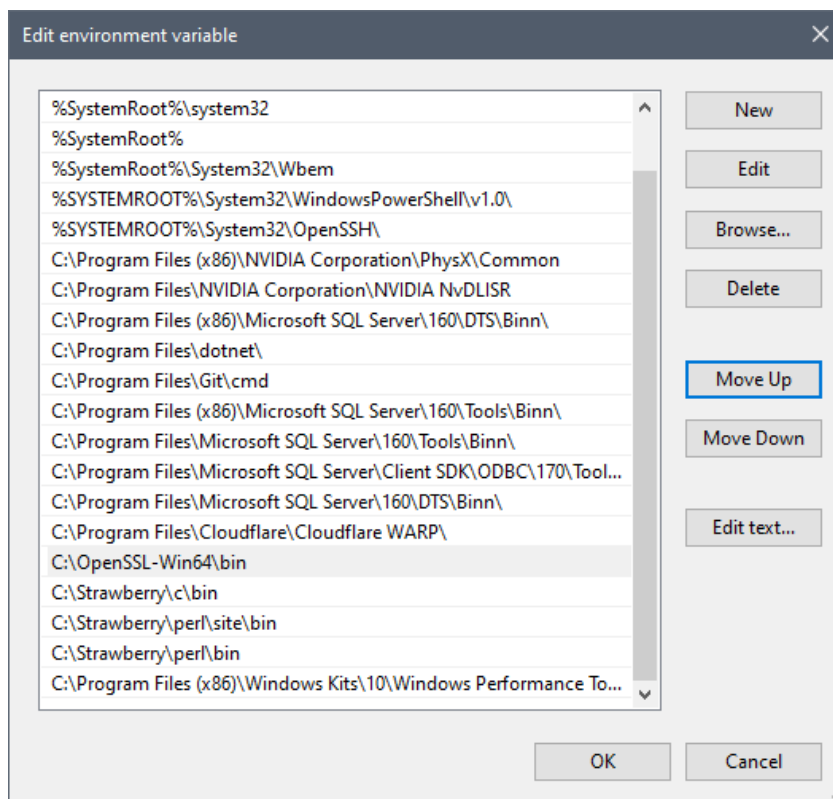 Edit environment variable
%SystemRoot%\system32
%SystemRoot%
%SystemRoot%\System32\Wbem
%SYSTEMROOT%\System32\WindowsPowerShell\v1.0\
%SYSTEMROOT%\System32\OpenSSH\
C:\Program Files (x86)\NVIDIA Corporation\PhysX\Common
C:\Program Files\NVIDIA Corporation\NVIDIA NvDLISR
C:\Program Files (x86)\Microsoft SQL Server\160\DTS\Binn\
C:\Program Files\dotnet\
C:\Program Files\Git\cmd
C:\Program Files (x86)\Microsoft SQL Server\160\Tools\Binn\
C:\Program Files\Microsoft SQL Server\160\Tools\Binn\
C:\Program Files\Microsoft SQL Server\Client SDK\ODBC\170\Tool...
C:\Program Files\Microsoft SQL Server\160\DTS\Binn\
C:\Program Files\Cloudflare\Cloudflare WARP\
C:\OpenSSL-Win64\bin
C:\Strawberry\c\bin
C:\Strawberry\perl\site\bin
C:\Strawberry\perl\bin
C:\Program Files (x86)\Windows Kits\10\Windows Performance To...
New
Edit
Browse...
Delete
Move Up
Move Down
Edit text...
OK
Cancel